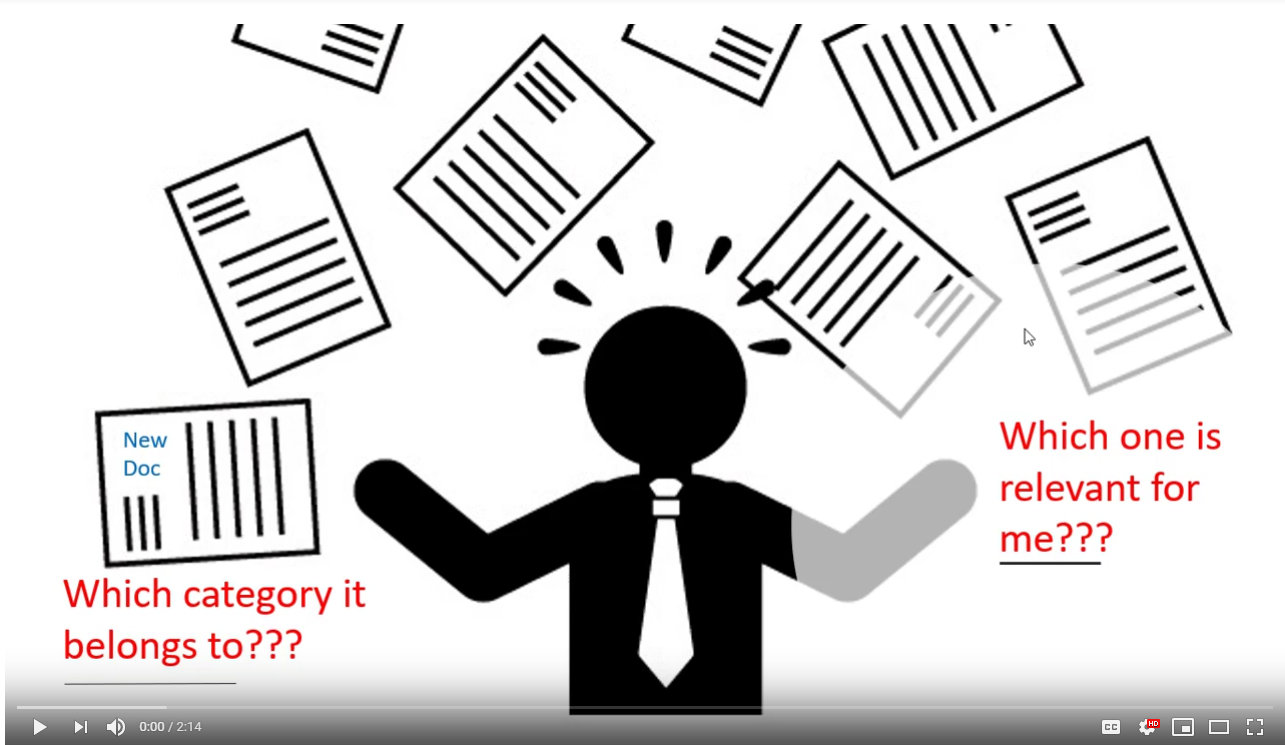 New
Doc
Which category it
belongs to???
Which one is
relevant for
me???
0:00 / 2:14
CC
HD